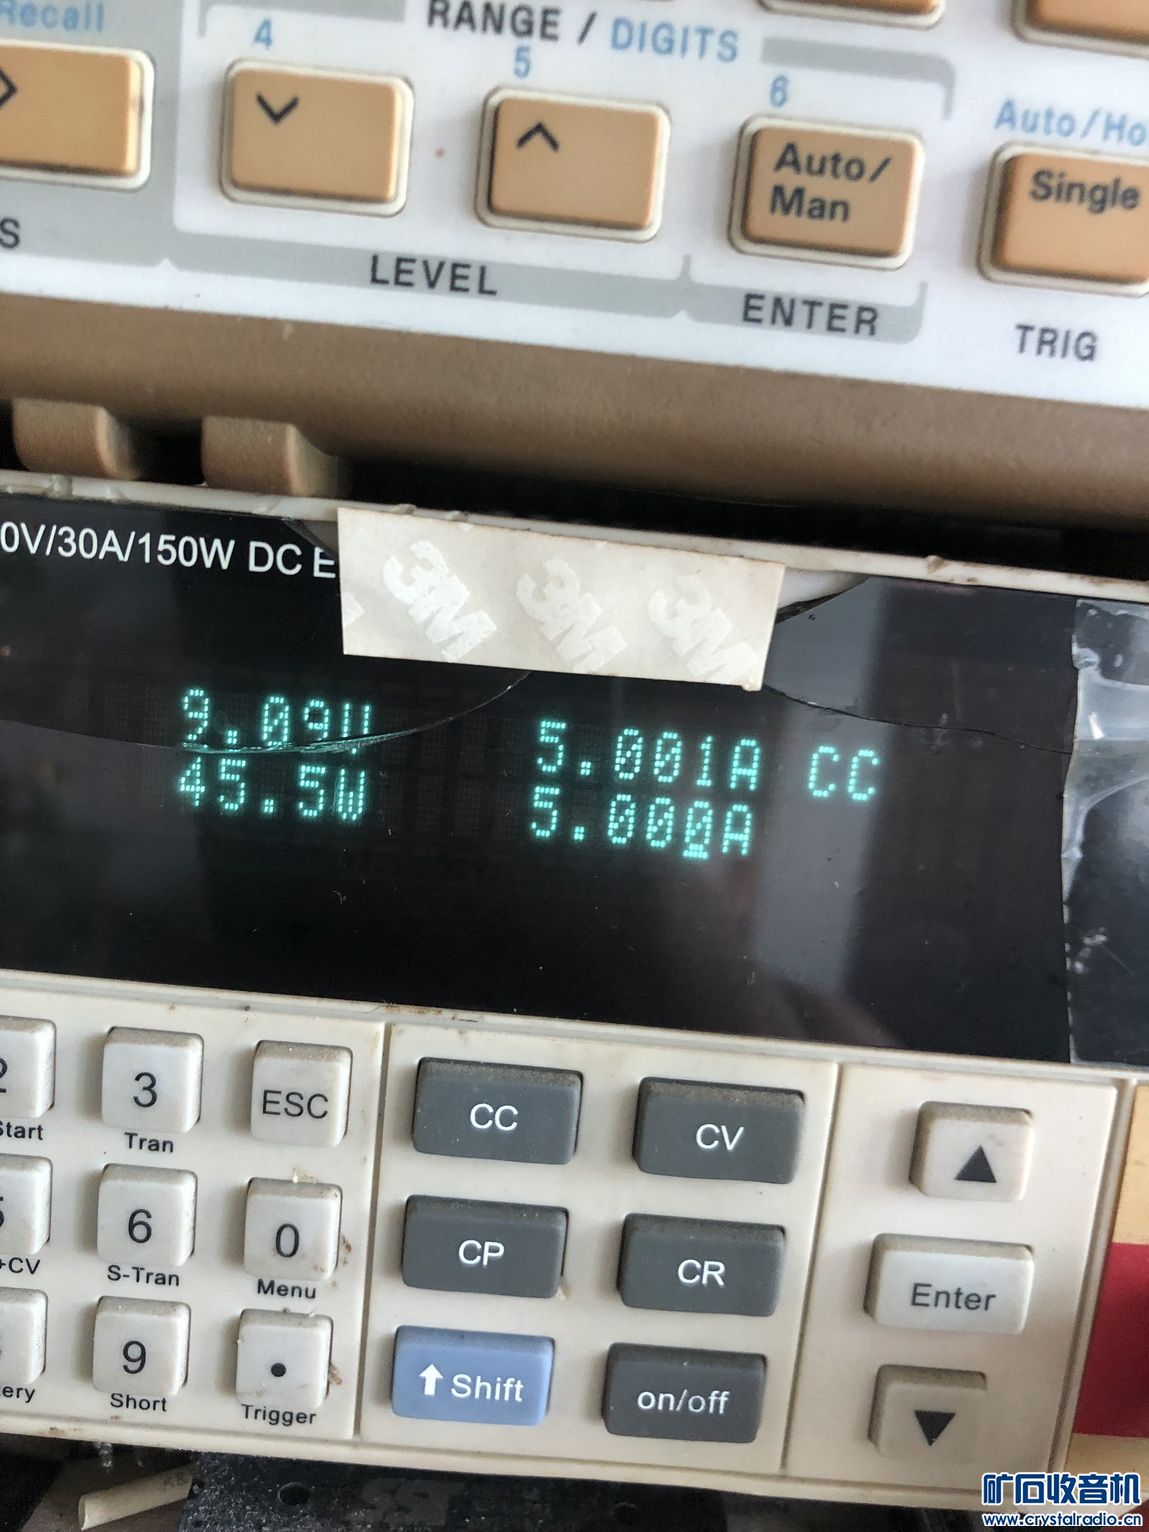 Recall
RANGE / DIGITS
4
5
6
Auto/Ho
Auto/
Man
Single
S
LEVEL
ENTER
TRIG
0V/30A/150W DC E
3M 3M 3M
9.09V 5.001A CC
45.5W 5.000A
2
Start
3
Tran
ESC
CC
CV
5
+CV
6
S-Tran
0
Menu
CP
CR
Enter
ery
9
Short
.
Trigger
Shift
on/off
矿石收音机
www.crystalradio.cn